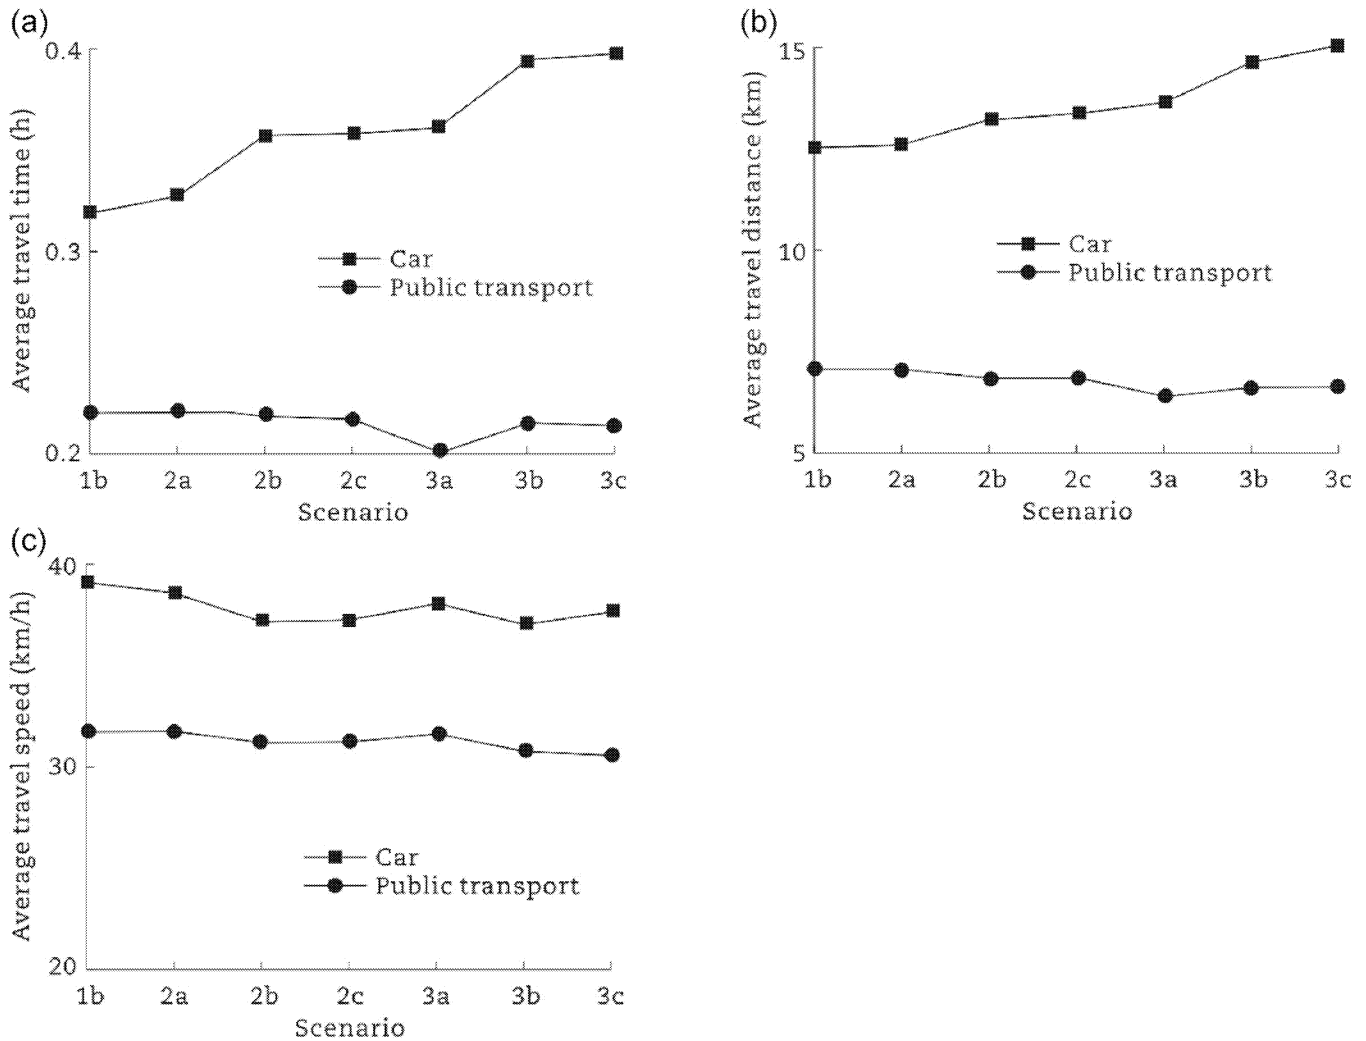 (a)
Average travel time (h)
0.4
0.3
0.2
Car
Public transport
1b 2a 2b 2c 3a 3b 3c
Scenario
(b)
Average travel distance (km)
15
10
5
Car
Public transport
1b 2a 2b 2c 3a 3b 3c
Scenario
(c)
Average travel speed (km/h)
40
30
20
Car
Public transport
1b 2a 2b 2c 3a 3b 3c
Scenario